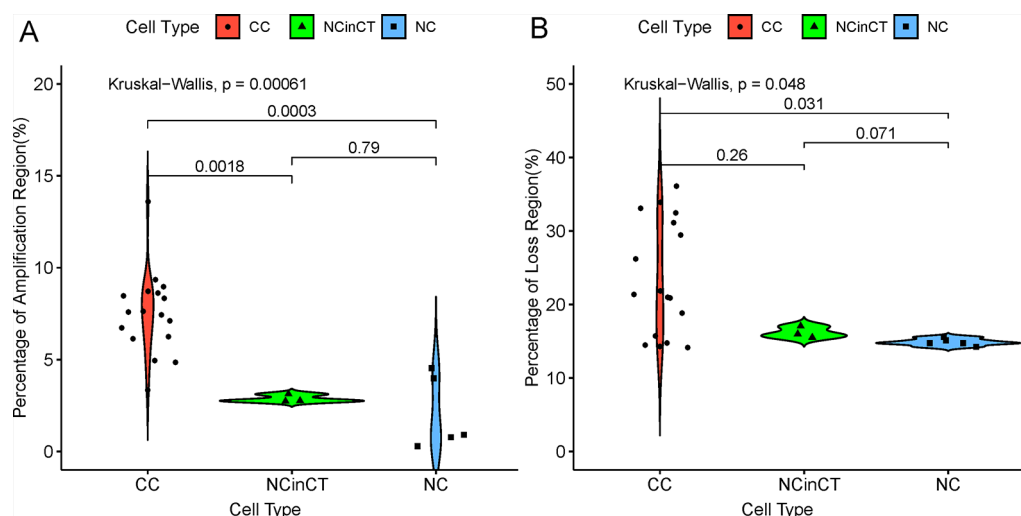 A
Cell Type CC NCinCT NC
Kruskal−Wallis, p = 0.00061
0.0003
0.79
0.0018
Percentage of Amplification Region(%)
20
15
10
5
0
CC NCinCT NC
Cell Type
B
Cell Type CC NCinCT NC
Kruskal−Wallis, p = 0.048
0.031
0.071
0.26
Percentage of Loss Region(%)
50
40
30
20
10
0
CC NCinCT NC
Cell Type